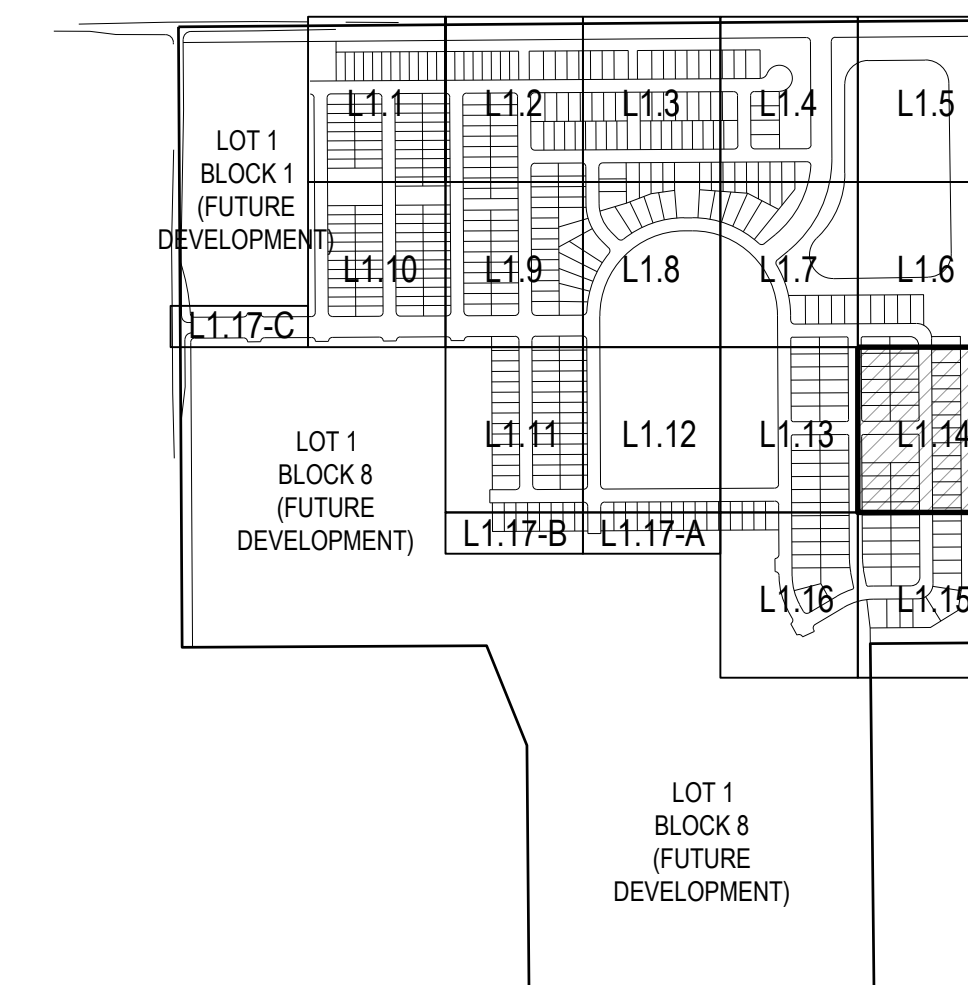 L1.1
L1.2
L1.3
L1.4
L1.5
LOT 1
BLOCK 1
(FUTURE
DEVELOPMENT)
L1.10
L1.9
L1.8
L1.7
L1.6
L1.17-C
L1.11
L1.12
L1.13
L1.14
LOT 1
BLOCK 8
(FUTURE
DEVELOPMENT)
L1.17-B
L1.17-A
L1.16
L1.15
LOT 1
BLOCK 8
(FUTURE
DEVELOPMENT)